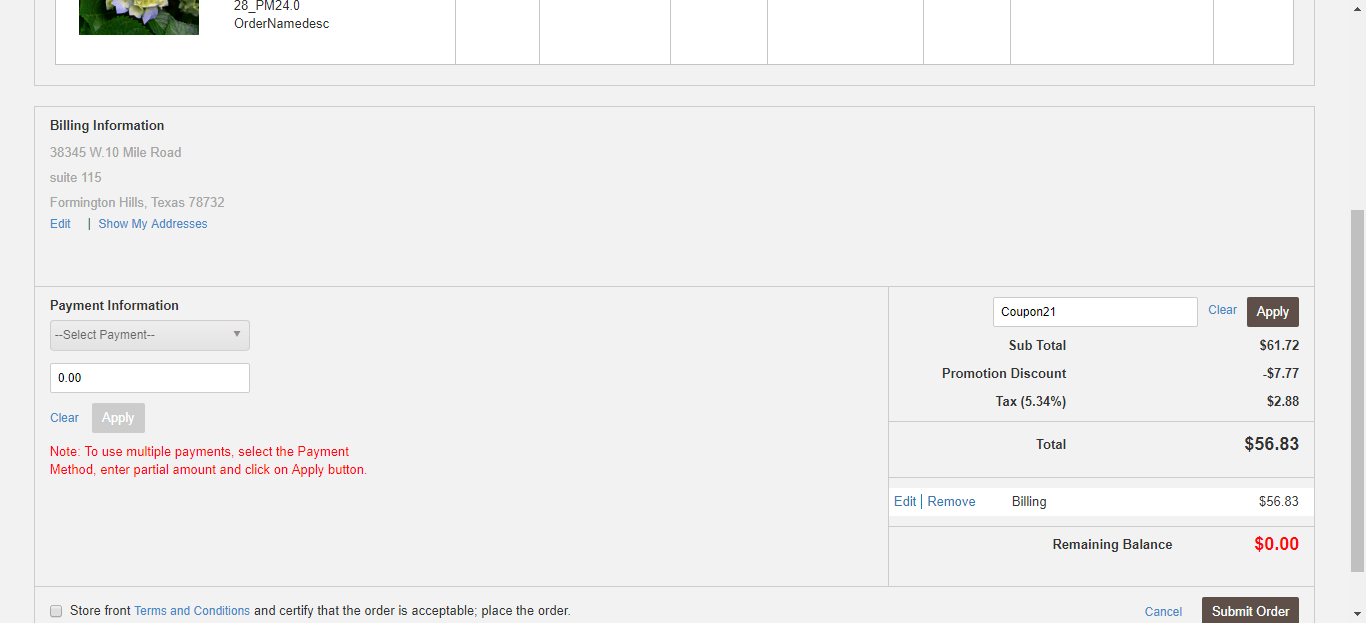 28_PM24.0
OrderNamedesc
Billing Information
38345 W.10 Mile Road
suite 115
Formington Hills, Texas 78732
Edit | Show My Addresses
Payment Information
--Select Payment--
0.00
Clear Apply
Note: To use multiple payments, select the Payment
Method, enter partial amount and click on Apply button.
Coupon21 Clear Apply
Sub Total $61.72
Promotion Discount -$7.77
Tax (5.34%) $2.88
Total $56.83
Edit | Remove Billing $56.83
Remaining Balance $0.00
Store front Terms and Conditions and certify that the order is acceptable; place the order.
Cancel Submit Order